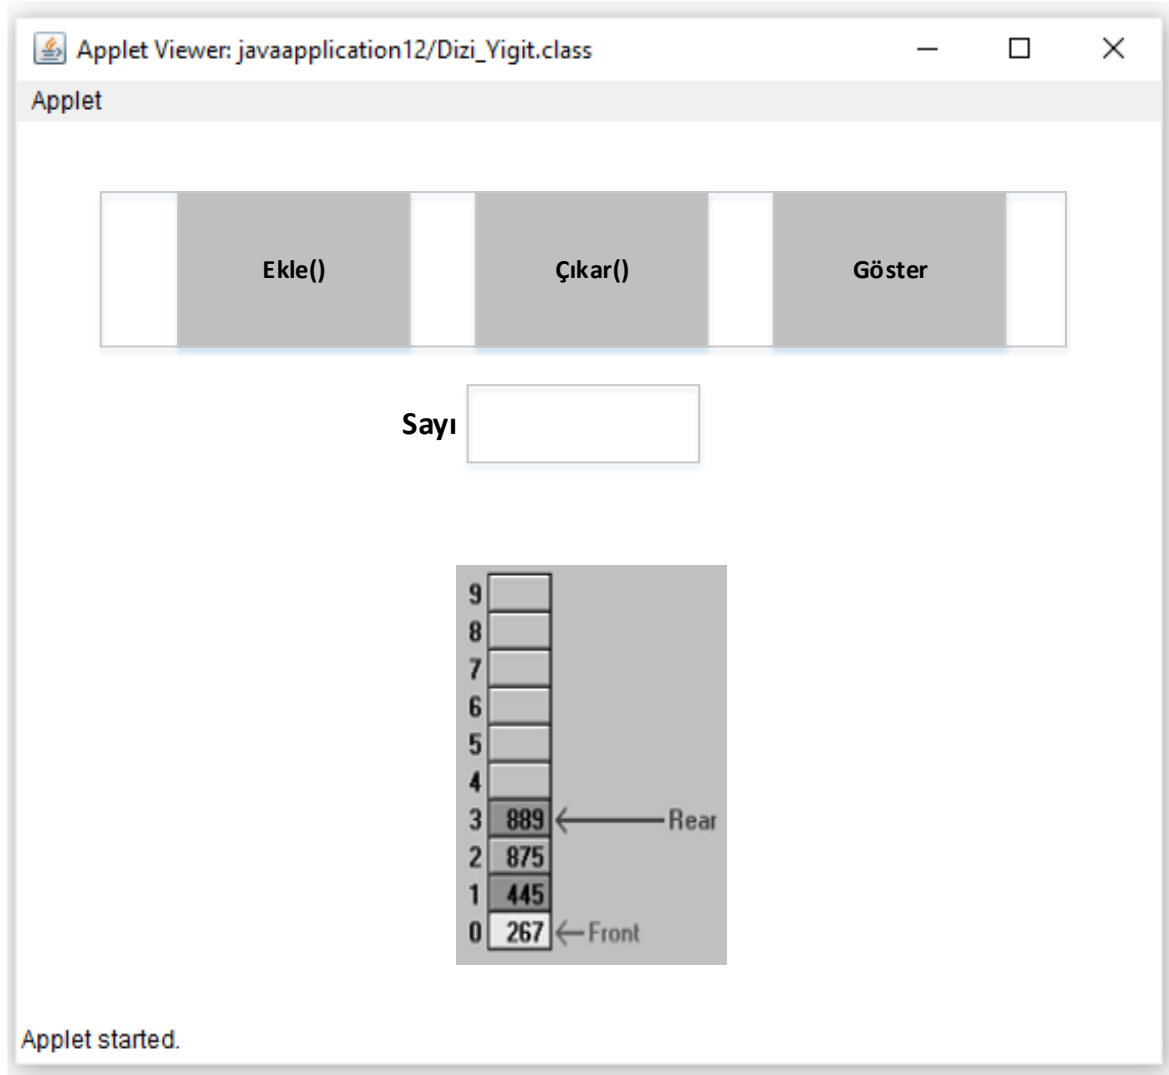 Applet Viewer: javaapplication12/Dizi_Yigit.class
Applet
Ekle() Çıkar() Göster
Sayı
9
8
7
6
5
4
3 889 Rear
2 875
1 445
0 267 Front
Applet started.